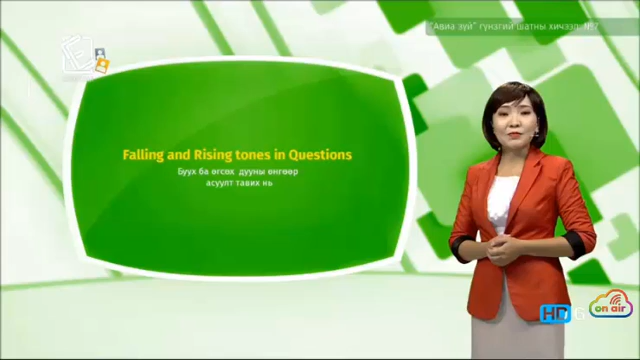 "Авиа зүй" гүнзгий шатны хичээл №7
Falling and Rising tones in Questions
Буух ба өгсөх дууны өнгөөр
асуулт тавих нь
HD 6
on air